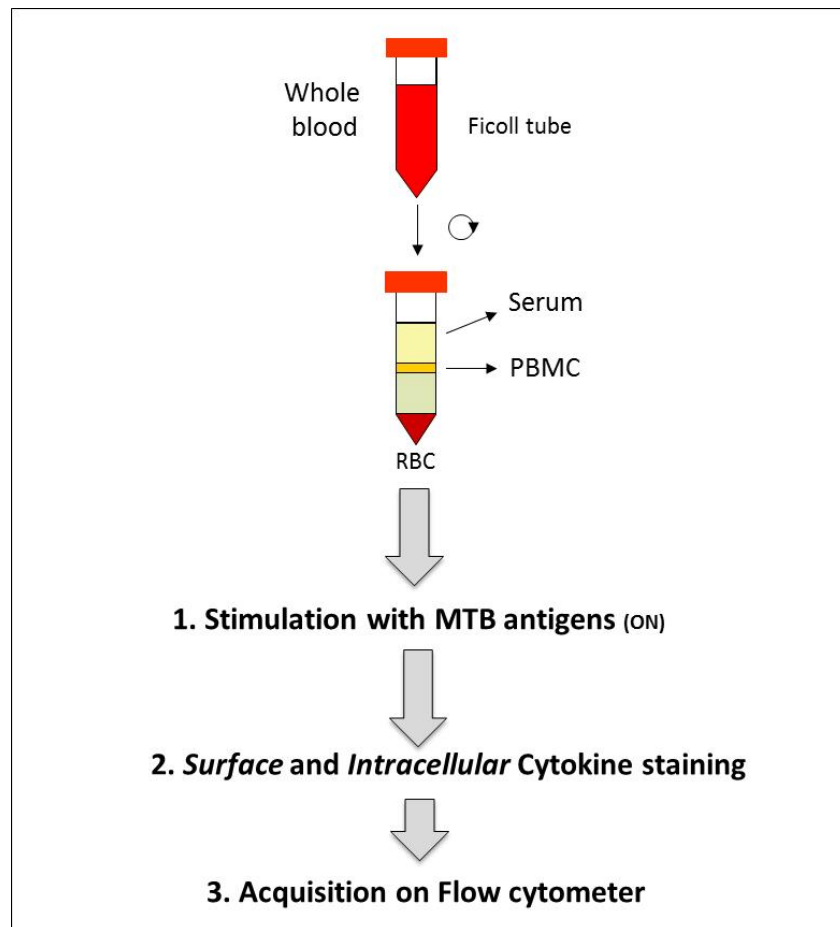 Whole
blood
Ficoll tube
Serum
PBMC
RBC
1. Stimulation with MTB antigens (ON)
2. Surface and Intracellular Cytokine staining
3. Acquisition on Flow cytometer